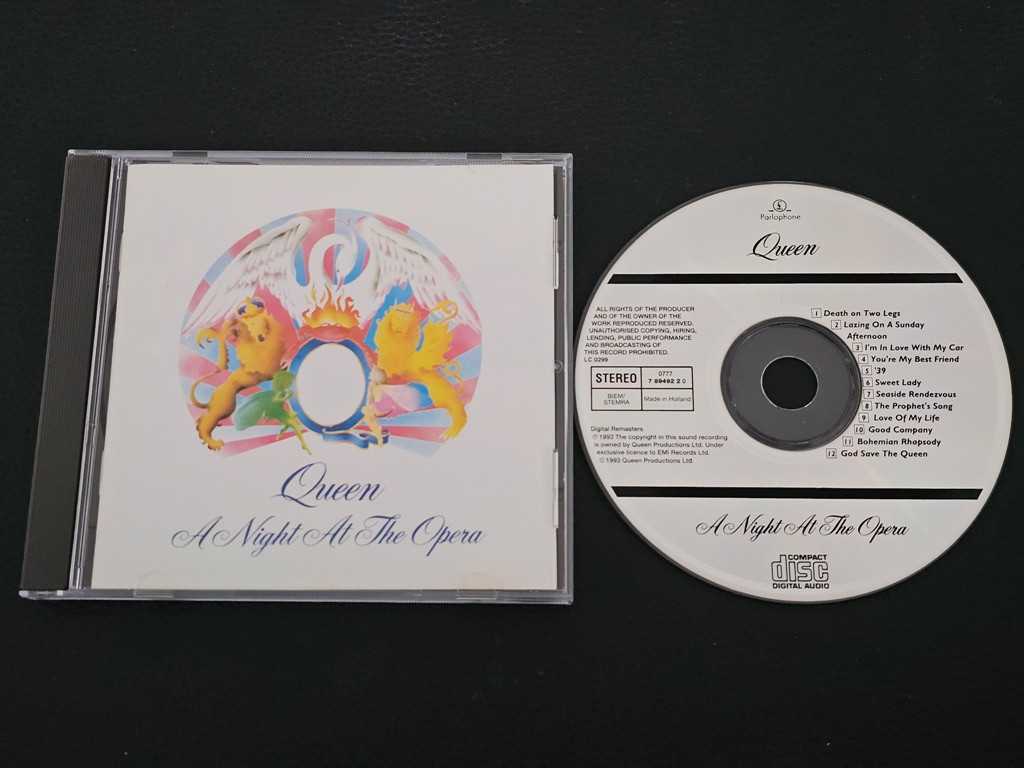 Queen
A Night At The Opera
Parlophone
Queen
ALL RIGHTS OF THE PRODUCER
AND OF THE OWNER OF THE
WORK REPRODUCED RESERVED.
UNAUTHORISED COPYING, HIRING,
LENDING, PUBLIC PERFORMANCE
AND BROADCASTING OF
THIS RECORD PROHIBITED.
LC 0299
STEREO
0777
7 89492 2 0
BIEM/
STEMRA
Made in Holland
Digital Remasters
℗ 1993 The copyright in this sound recording
is owned by Queen Productions Ltd. Under
exclusive licence to EMI Records Ltd.
© 1993 Queen Productions Ltd.
1 Death on Two Legs
2 Lazing On A Sunday
Afternoon
3 I'm In Love With My Car
4 You're My Best Friend
5 '39
6 Sweet Lady
7 Seaside Rendezvous
8 The Prophet's Song
9 Love Of My Life
10 Good Company
11 Bohemian Rhapsody
12 God Save The Queen
A Night At The Opera
COMPACT
disc
DIGITAL AUDIO